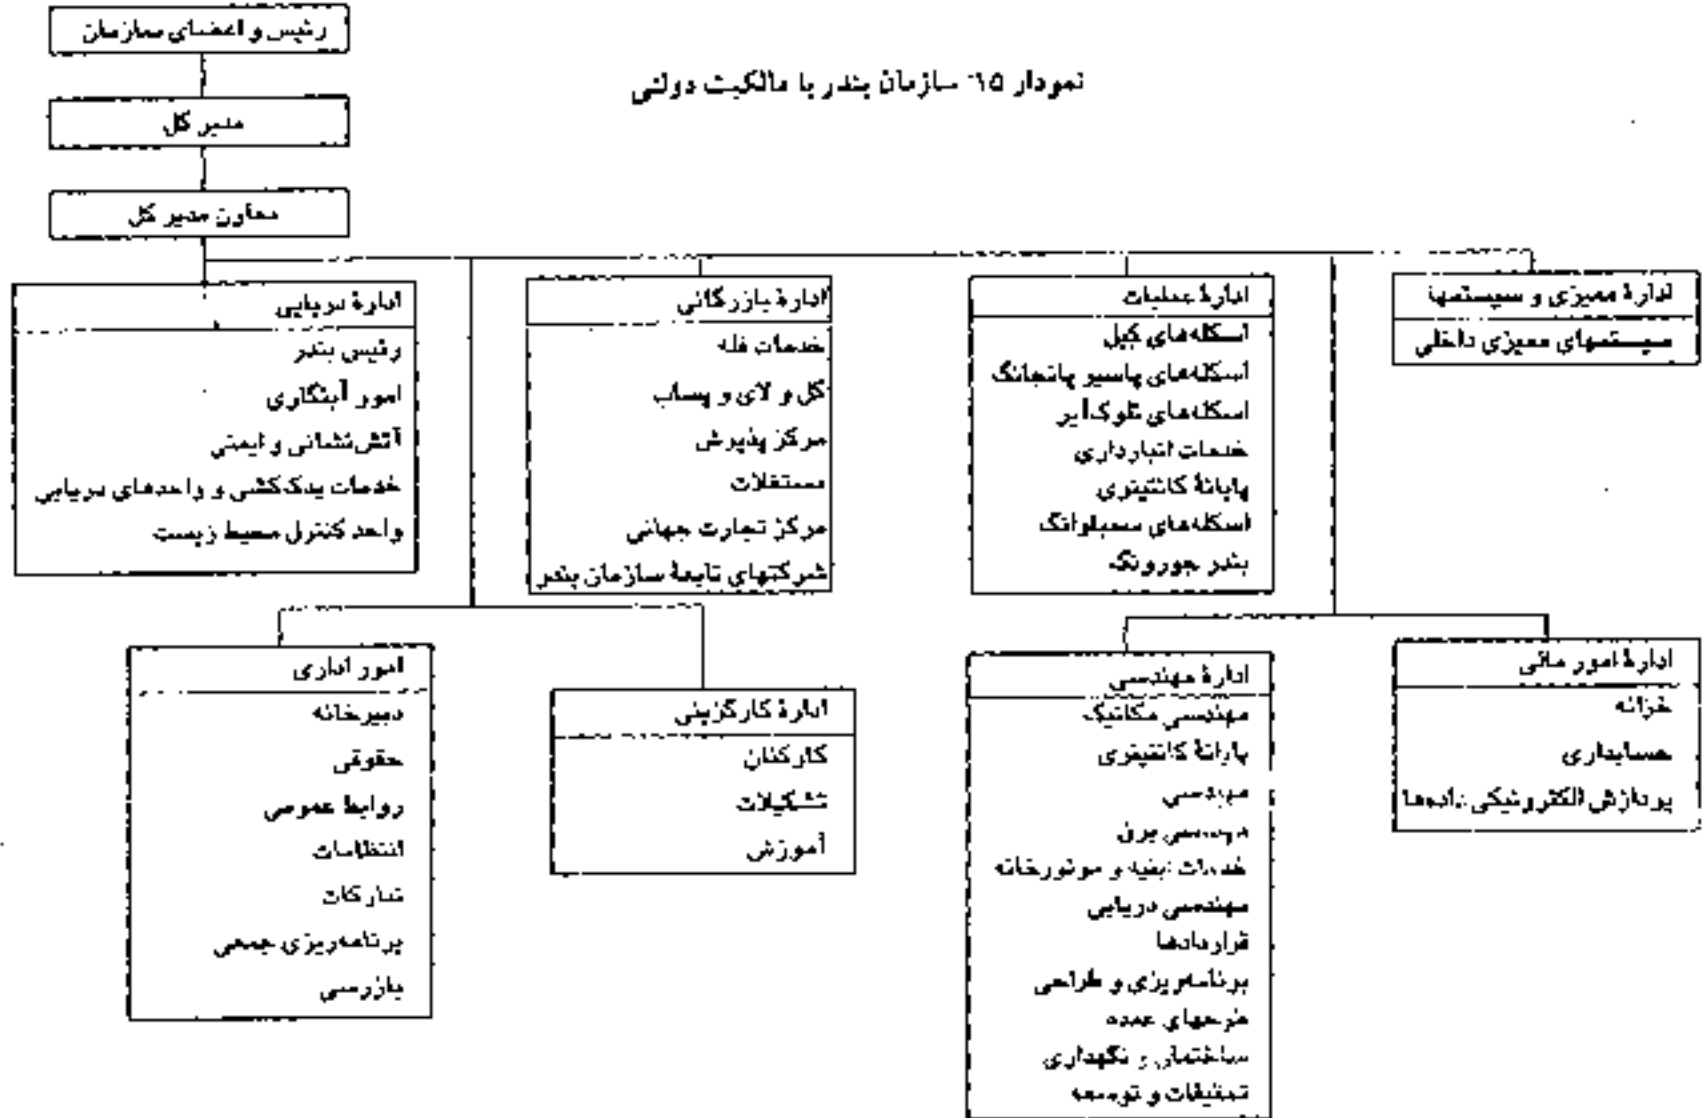 رئیس و اعضای سازمان
نمودار ۱۵- سازمان بندر با مالکیت دولتی
مدیر کل
معاون مدیر کل
ادارهٔ دریایی
رئیس بندر
امور آبنگاری
آتش‌نشانی و ایمنی
خدمات یدک‌کشی و واحدهای دریایی
واحد کنترل محیط زیست
ادارهٔ بازرگانی
خدمات فله
گل و لای و پساب
مرکز پذیرش
مستغلات
مرکز تجارت جهانی
شرکتهای تابعهٔ سازمان بندر
ادارهٔ عملیات
اسکله‌های کپل
اسکله‌های پاسیر پانجانگ
اسکله‌های تلوک‌آیر
خدمات انبارداری
پایانهٔ کانتینری
اسکله‌های سمباوانگ
بندر جورونگ
ادارهٔ ممیزی و سیستمها
سیستمهای ممیزی داخلی
امور اداری
دبیرخانه
حقوقی
روابط عمومی
انتظامات
تدارکات
برنامه‌ریزی جمعی
بازرسی
ادارهٔ کارگزینی
کارکنان
تشکیلات
آموزش
ادارهٔ مهندسی
مهندسی مکانیک
پایانهٔ کانتینری
مهندسی
مهندسی برق
خدمات ابنیه و موتورخانه
مهندسی دریایی
قراردادها
برنامه‌ریزی و طراحی
طرحهای عمده
ساختمان و نگهداری
تحقیقات و توسعه
ادارهٔ امور مالی
خزانه
حسابداری
پردازش الکترونیکی داده‌ها